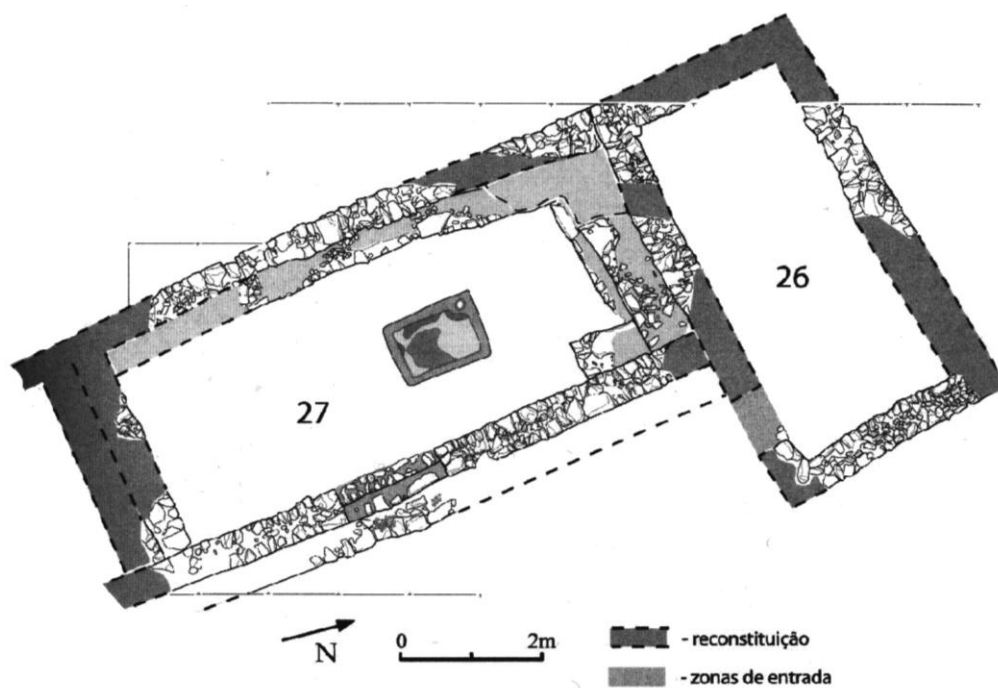 26
27
N
0 2m
- reconstituição
- zonas de entrada